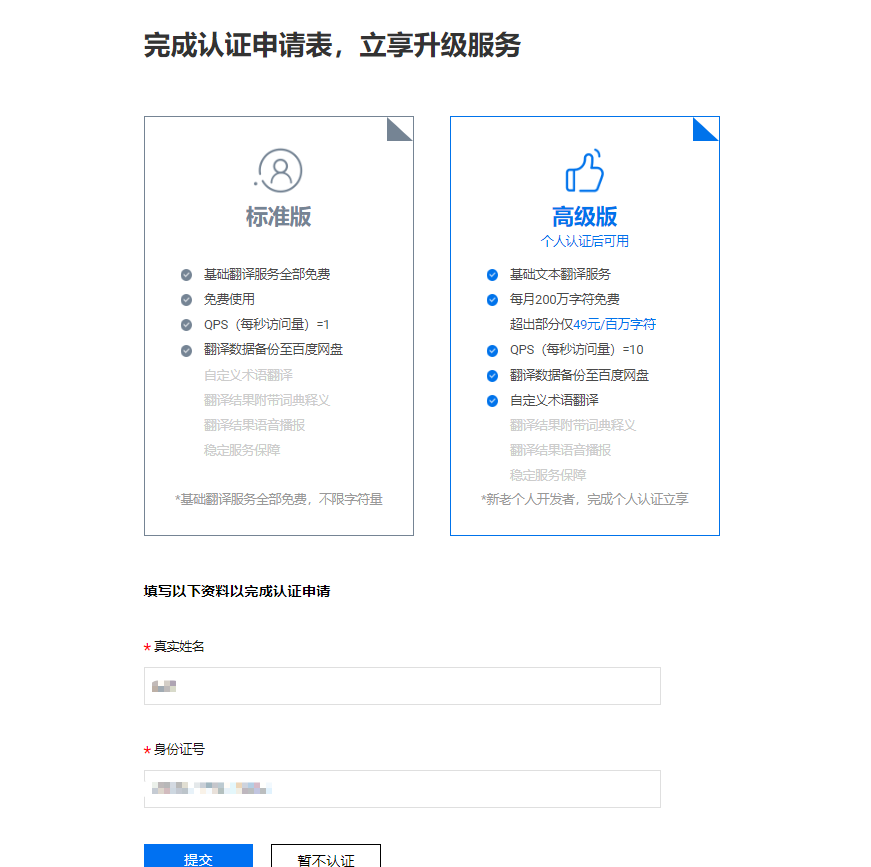 完成认证申请表，立享升级服务
标准版
基础翻译服务全部免费
免费使用
QPS（每秒访问量）=1
翻译数据备份至百度网盘
自定义术语翻译
翻译结果附带词典释义
翻译结果语音播报
稳定服务保障
*基础翻译服务全部免费，不限字符量
高级版
个人认证后可用
基础文本翻译服务
每月200万字符免费
超出部分仅49元/百万字符
QPS（每秒访问量）=10
翻译数据备份至百度网盘
自定义术语翻译
翻译结果附带词典释义
翻译结果语音播报
稳定服务保障
*新老个人开发者，完成个人认证立享
填写以下资料以完成认证申请
* 真实姓名
* 身份证号
提交
暂不认证